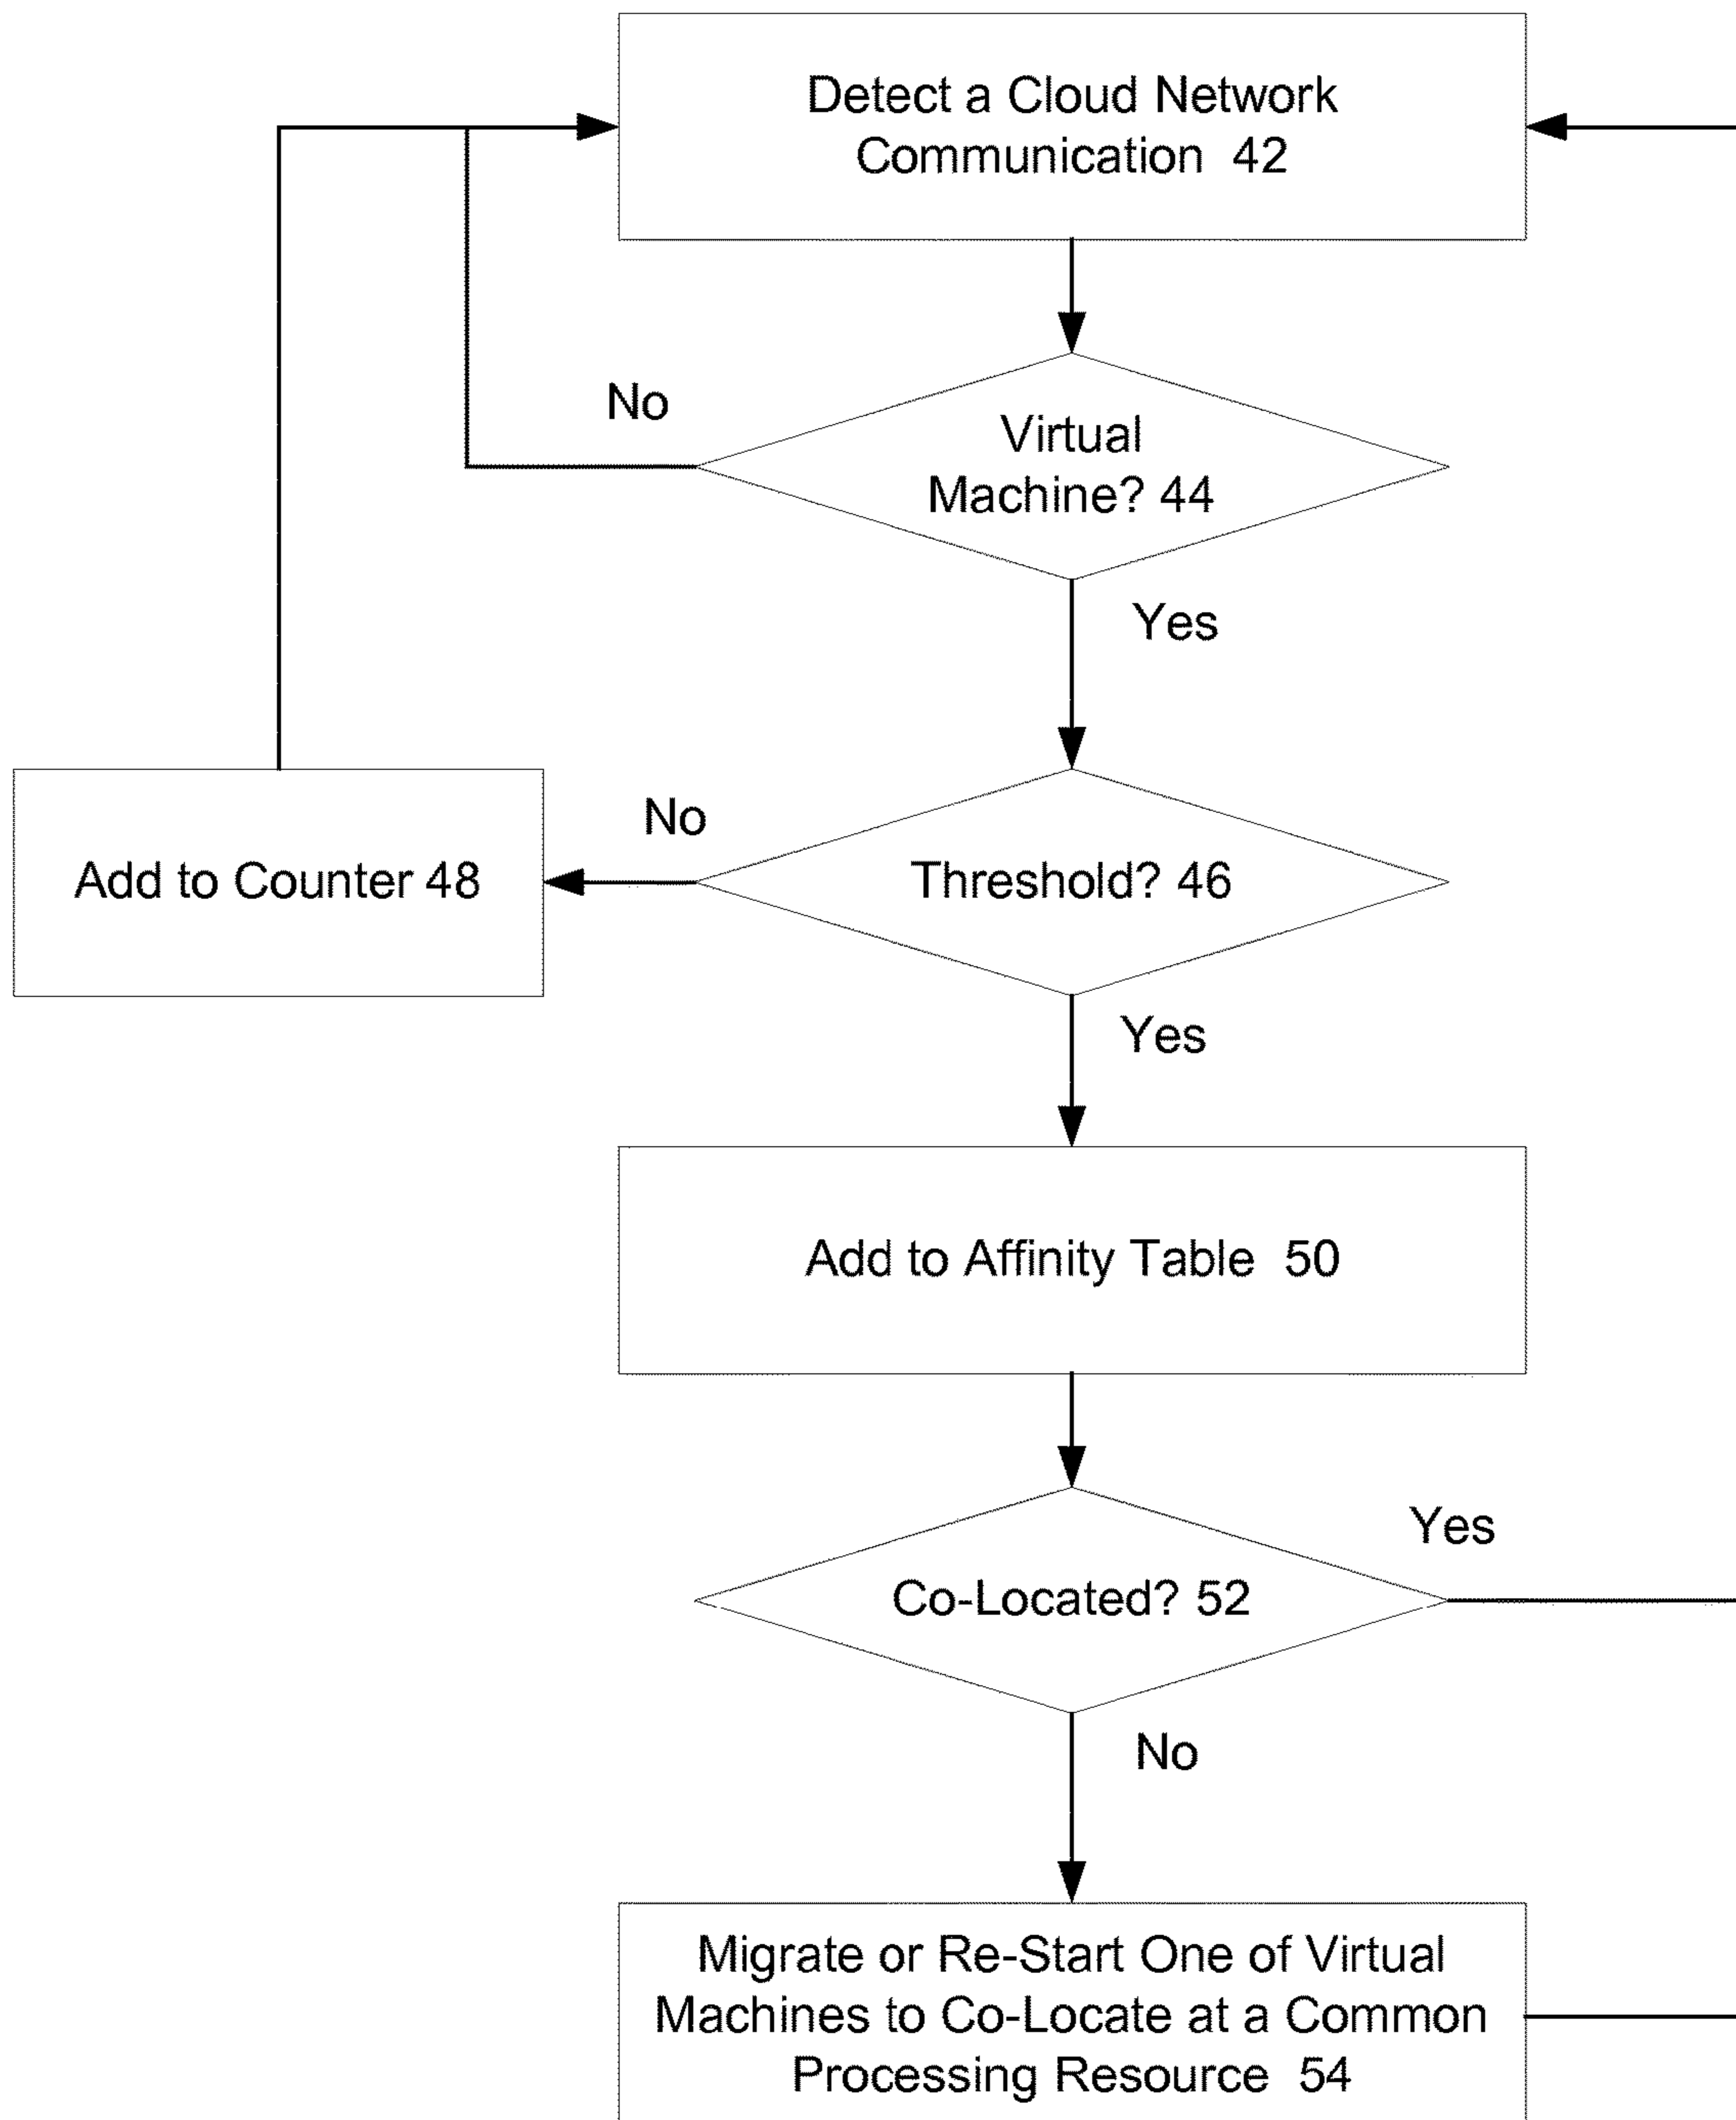 Detect a Cloud Network
Communication 42
No
Virtual
Machine? 44
Yes
No
Add to Counter 48
Threshold? 46
Yes
Add to Affinity Table 50
Yes
Co-Located? 52
No
Migrate or Re-Start One of Virtual
Machines to Co-Locate at a Common
Processing Resource 54